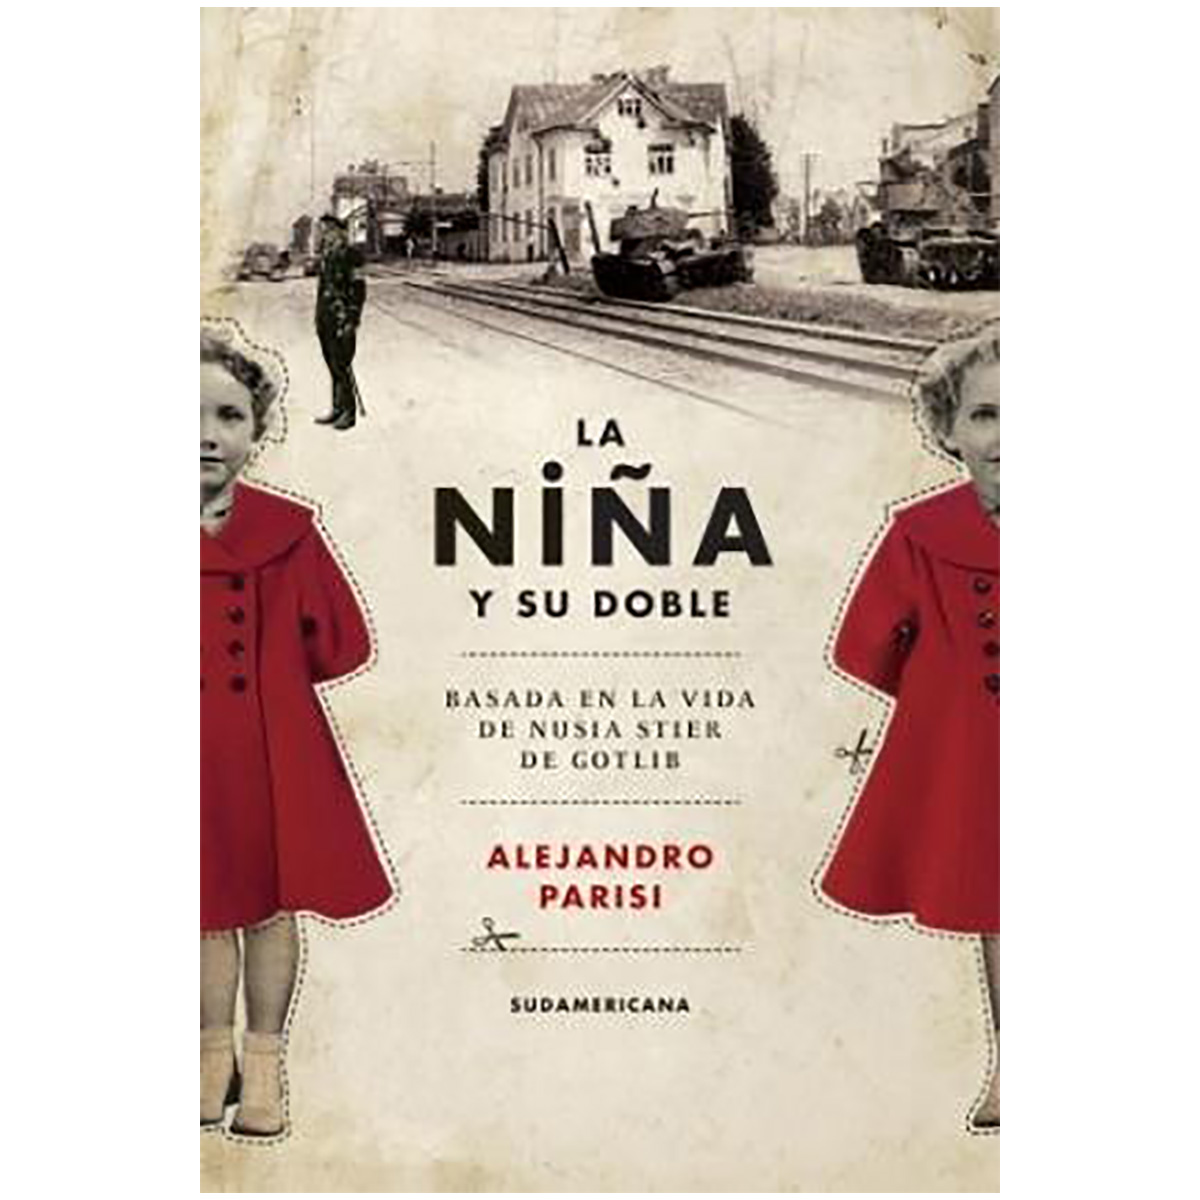 LA
NIÑA
Y SU DOBLE
BASADA EN LA VIDA
DE NUSIA STIER
DE GOTLIB
ALEJANDRO
PARISI
SUDAMERICANA